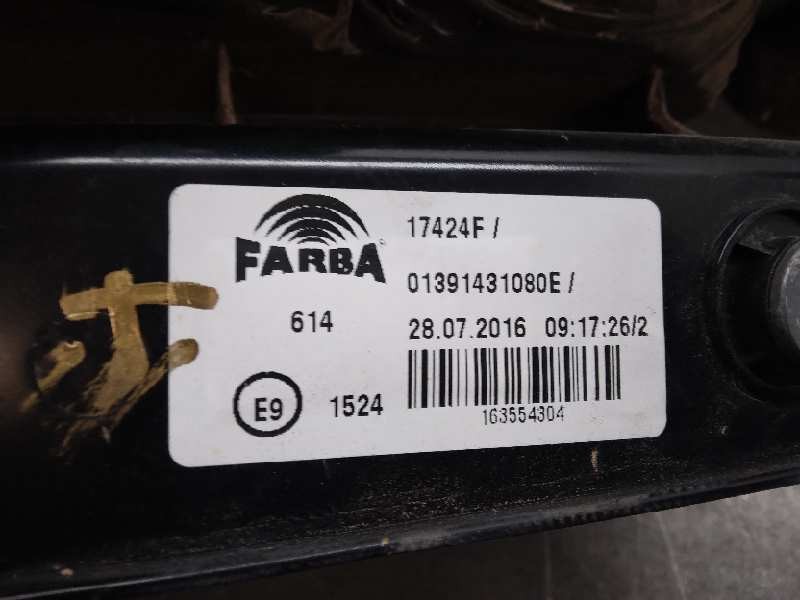 FARBA
614
E9 1524
17424F /
01391431080E /
28.07.2016 09:17:26/2
163554304